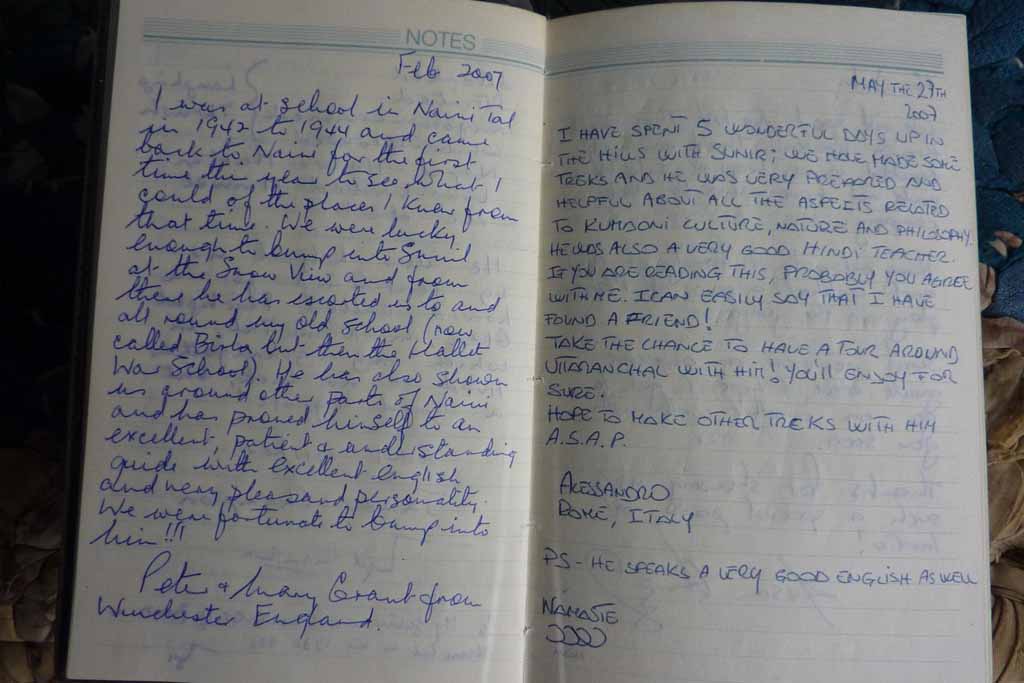 NOTES
Feb 2007
I was at school in Naini Tal
in 1942 to 1944 and came
back to Naini for the first
time this year to see what I
could of the places I knew from
that time. We were lucky
enough to bump into Sunil
at the Snow View and from
there he has escorted us to and
all round my old school (now
called Birla but then the Hallet
War School). He has also shown
us ground other parts of Naini
and has proved himself to an
excellent, patient & understanding
guide with excellent english
and very pleasand personality.
We were fortunate to bump into
him!!!
Peter & Mary Grant from
Winchester England.
MAY THE 27TH
2007
I HAVE SPENT 5 WONDERFUL DAYS UP IN
THE HILLS WITH SUNIR; WE HAVE MADE SOME
TREKS AND HE WAS VERY PREPARED AND
HELPFUL ABOUT ALL THE ASPECTS RELATED
TO KUMAONI CULTURE, NATURE AND PHILOSOPHY.
HE WAS ALSO A VERY GOOD HINDI TEACHER.
IF YOU ARE READING THIS, PROBABLY YOU AGREE
WITH ME. I CAN EASILY SAY THAT I HAVE
FOUND A FRIEND!
TAKE THE CHANCE TO HAVE A TOUR AROUND
UTTARANCHAL WITH HIM! YOU'LL ENJOY FOR
SURE.
HOPE TO MAKE OTHER TREKS WITH HIM
A.S.A.P.
ALESSANDRO
ROME, ITALY
PS - HE SPEAKS A VERY GOOD ENGLISH AS WELL
NAMASTE